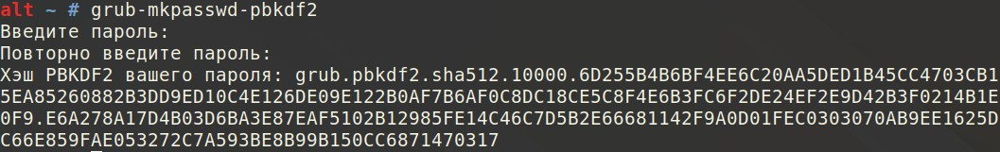 alt ~ # grub-mkpasswd-pbkdf2
Введите пароль:
Повторно введите пароль:
Хэш PBKDF2 вашего пароля: grub.pbkdf2.sha512.10000.6D255B4B6BF4EE6C20AA5DED1B45CC4703CB1
5EA85260882B3DD9ED10C4E126DE09E122B0AF7B6AF0C8DC18CE5C8F4E6B3FC6F2DE24EF2E9D42B3F0214B1E
0F9.E6A278A17D4B03D6BA3E87EAF5102B12985FE14C46C7D5B2E66681142F9A0D01FEC0303070AB9EE1625D
C66E859FAE053272C7A593BE8B99B150CC6871470317